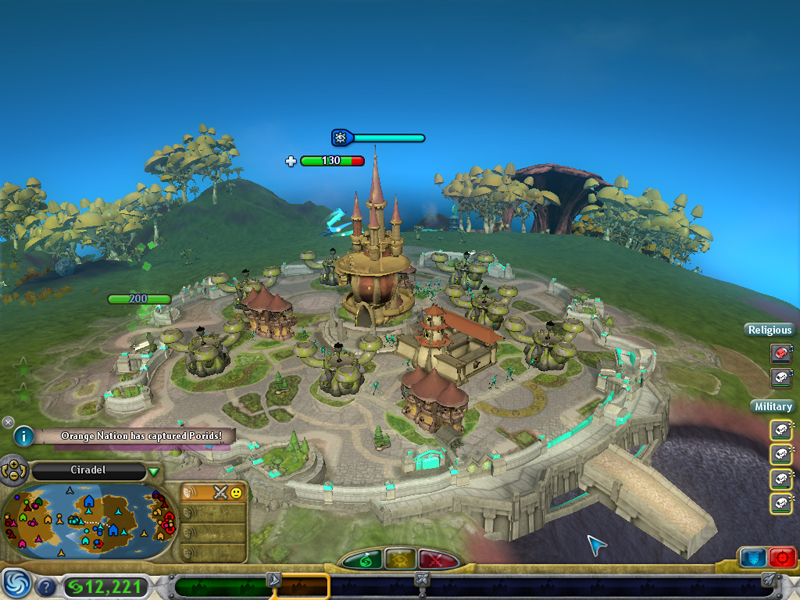 130
200
Religious
Military
Orange Nation has captured Porids!
Ciradel
12,221